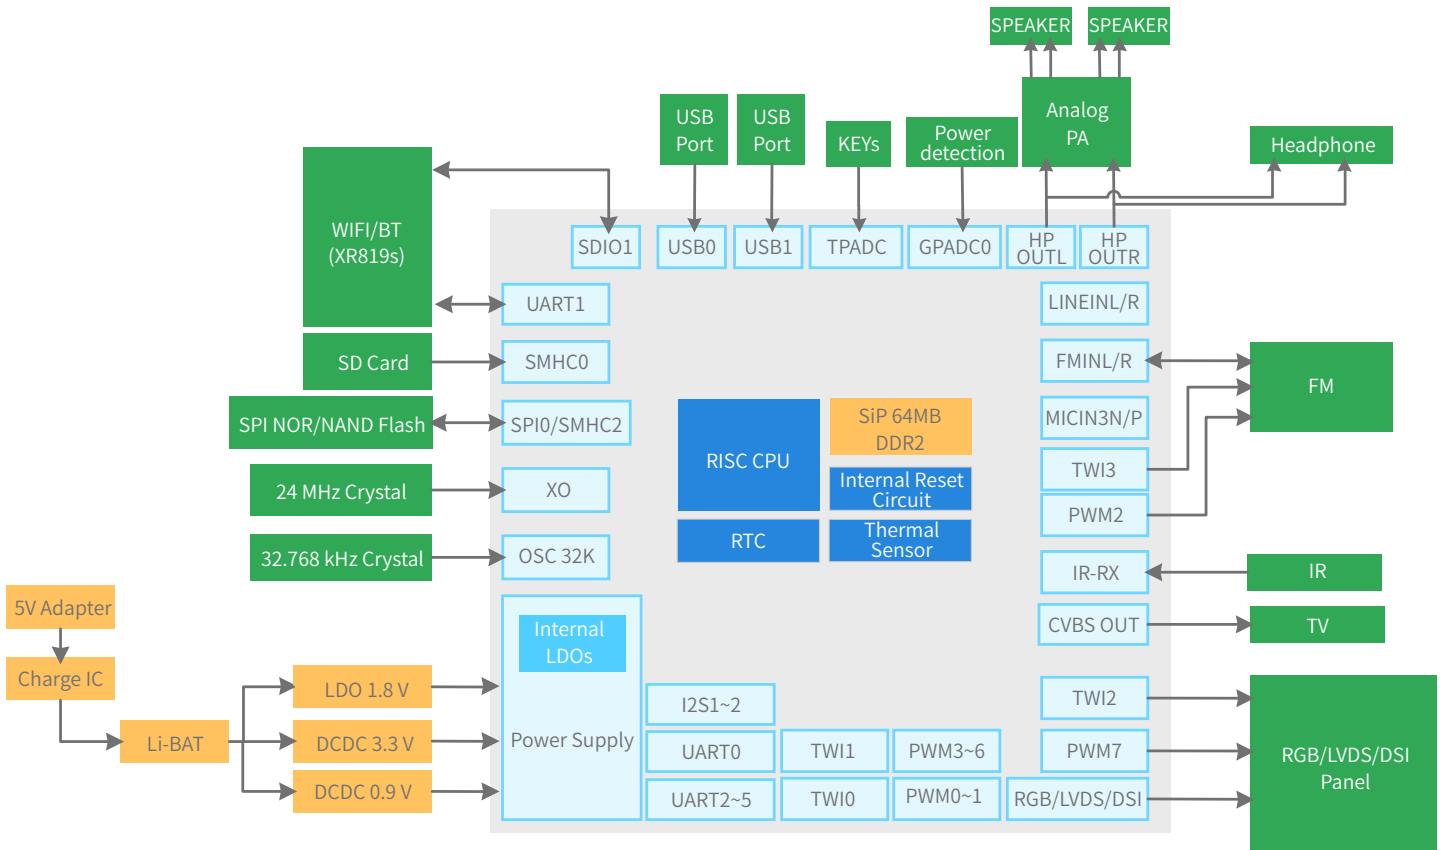 SPEAKER
SPEAKER
Analog
PA
USB
Port
USB
Port
KEYs
Power
detection
Headphone
WIFI/BT
(XR819s)
SDIO1
USB0
USB1
TPADC
GPADC0
HP
OUTL
HP
OUTR
UART1
LINEINL/R
SD Card
SMHC0
FMINL/R
FM
SPI NOR/NAND Flash
SPI0/SMHC2
RISC CPU
SiP 64MB
DDR2
MICIN3N/P
24 MHz Crystal
XO
Internal Reset
Circuit
TWI3
PWM2
32.768 kHz Crystal
OSC 32K
RTC
Thermal
Sensor
IR-RX
IR
5V Adapter
Internal
LDOs
CVBS OUT
TV
Charge IC
LDO 1.8 V
I2S1~2
TWI2
Li-BAT
DCDC 3.3 V
Power Supply
UART0
TWI1
PWM3~6
PWM7
RGB/LVDS/DSI
Panel
DCDC 0.9 V
UART2~5
TWI0
PWM0~1
RGB/LVDS/DSI